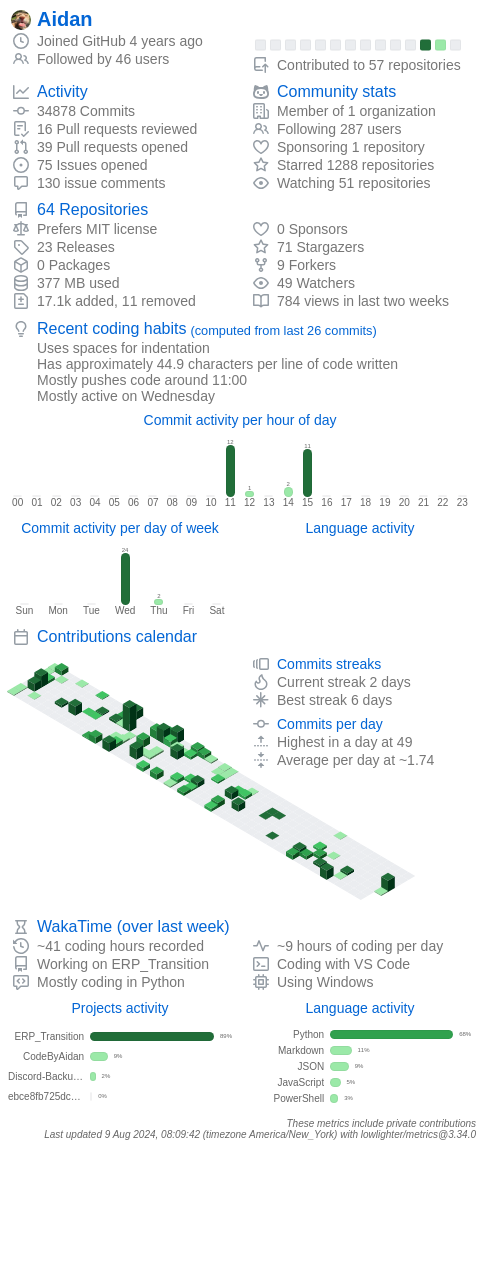 Aidan
Joined GitHub 4 years ago
Followed by 46 users
Contributed to 57 repositories
Activity
34878 Commits
16 Pull requests reviewed
39 Pull requests opened
75 Issues opened
130 issue comments
Community stats
Member of 1 organization
Following 287 users
Sponsoring 1 repository
Starred 1288 repositories
Watching 51 repositories
64 Repositories
Prefers MIT license
23 Releases
0 Packages
377 MB used
17.1k added, 11 removed
0 Sponsors
71 Stargazers
9 Forkers
49 Watchers
784 views in last two weeks
Recent coding habits (computed from last 26 commits)
Uses spaces for indentation
Has approximately 44.9 characters per line of code written
Mostly pushes code around 11:00
Mostly active on Wednesday
Commit activity per hour of day
12 1 2 11
00 01 02 03 04 05 06 07 08 09 10 11 12 13 14 15 16 17 18 19 20 21 22 23
Commit activity per day of week
24 2
Sun Mon Tue Wed Thu Fri Sat
Language activity
Contributions calendar
Commits streaks
Current streak 2 days
Best streak 6 days
Commits per day
Highest in a day at 49
Average per day at ~1.74
WakaTime (over last week)
~41 coding hours recorded
Working on ERP_Transition
Mostly coding in Python
~9 hours of coding per day
Coding with VS Code
Using Windows
Projects activity
ERP_Transition 89%
CodeByAidan 9%
Discord-Backu... 2%
ebce8fb725dc... 0%
Language activity
Python 68%
Markdown 11%
JSON 9%
JavaScript 5%
PowerShell 3%
These metrics include private contributions
Last updated 9 Aug 2024, 08:09:42 (timezone America/New_York) with lowlighter/metrics@3.34.0